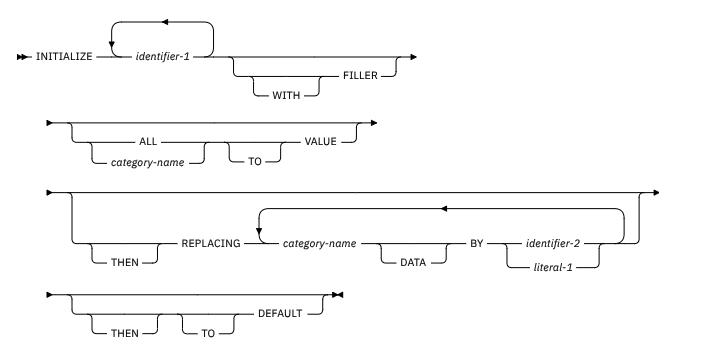 INITIALIZE identifier-1
FILLER
WITH
ALL VALUE
category-name TO
REPLACING category-name BY identifier-2
THEN DATA literal-1
DEFAULT
THEN TO